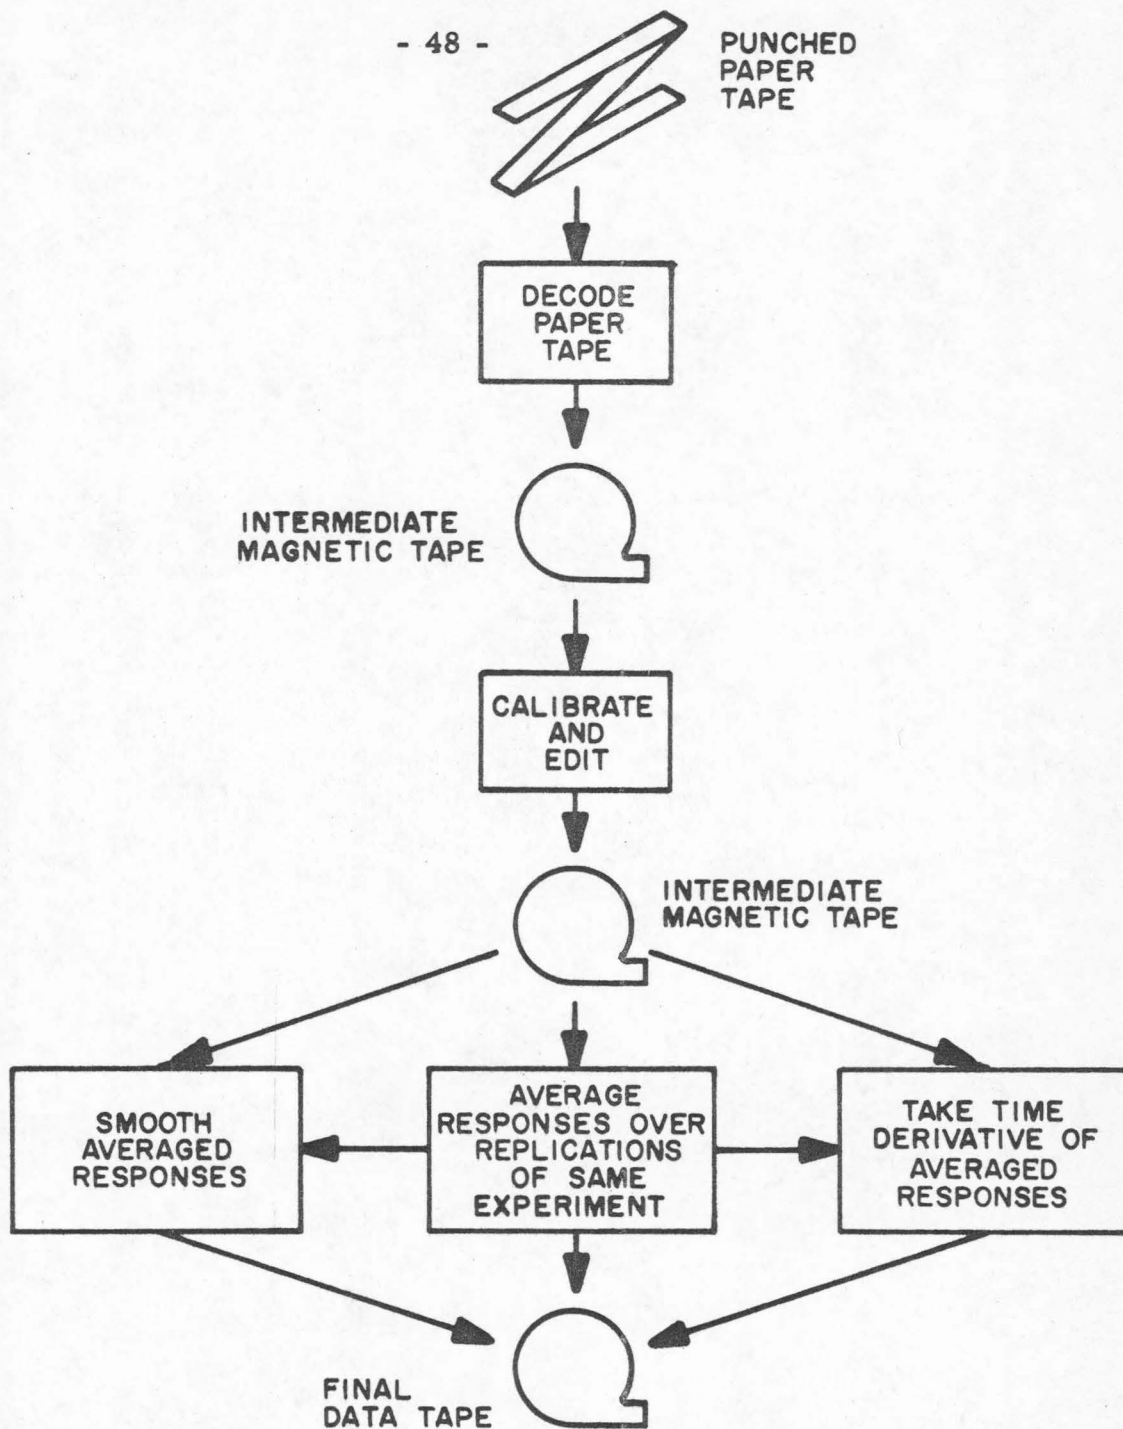 - 48 -
PUNCHED
PAPER
TAPE
DECODE
PAPER
TAPE
INTERMEDIATE
MAGNETIC TAPE
CALIBRATE
AND
EDIT
INTERMEDIATE
MAGNETIC TAPE
SMOOTH
AVERAGED
RESPONSES
AVERAGE
RESPONSES OVER
REPLICATIONS
OF SAME
EXPERIMENT
TAKE TIME
DERIVATIVE OF
AVERAGED
RESPONSES
FINAL
DATA TAPE